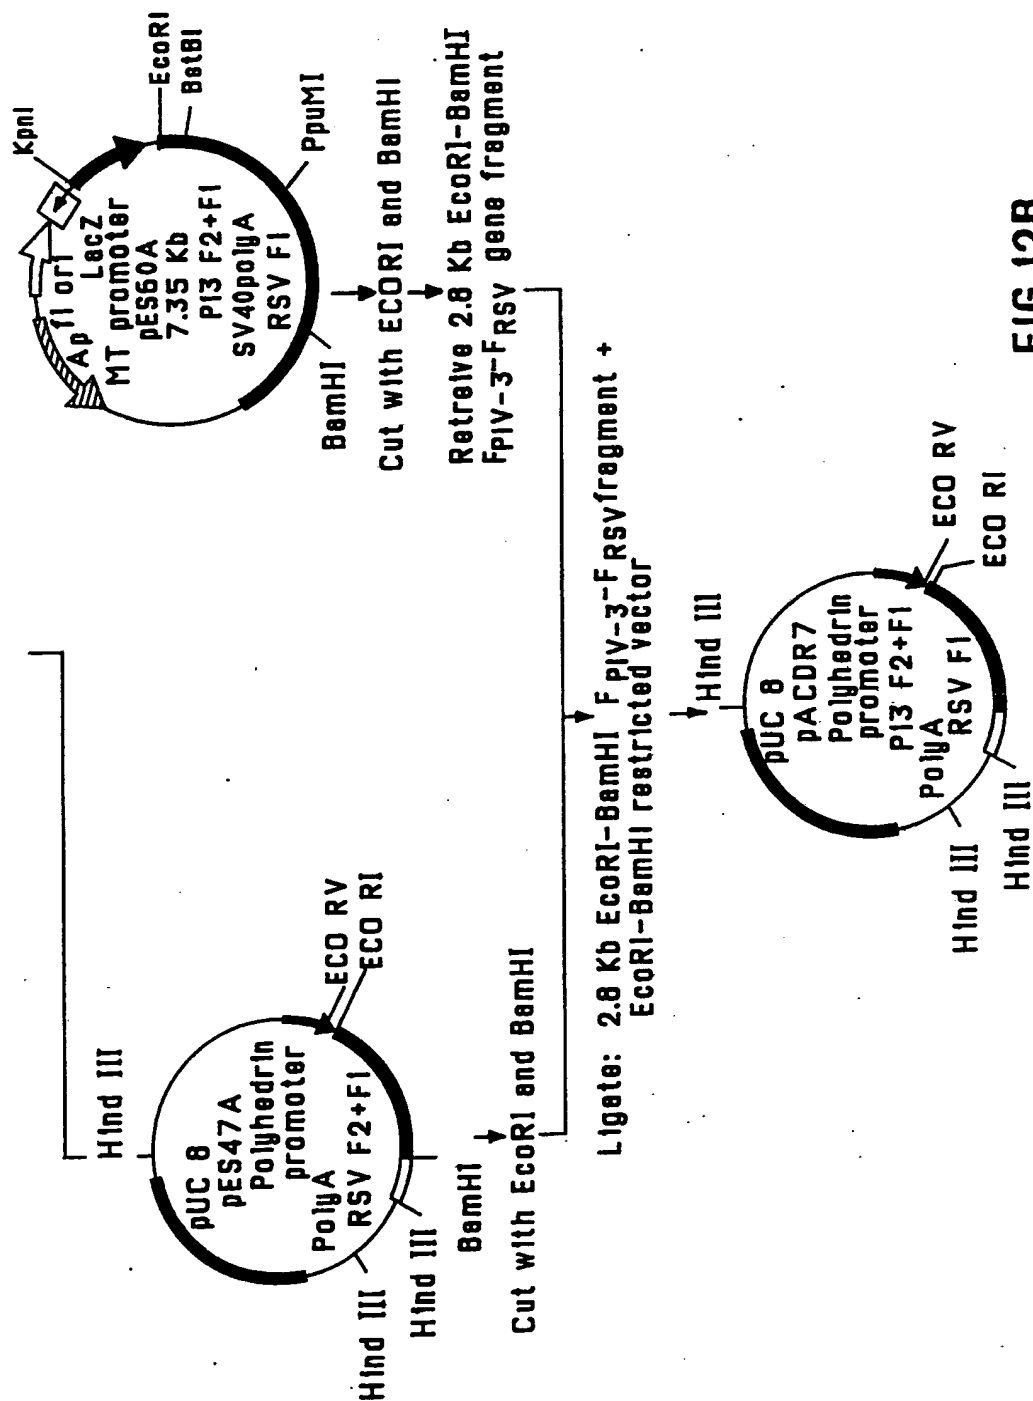 Hind III
pUC 8
pES47A
Polyhedrin
promoter
PolyA
RSV F2+F1
ECO RV
ECO RI
Hind III
Hind III
BamHI
Cut with EcoRI and BamHI
KpnI
Ap
f1 ori
LacZ
MT promoter
pES60A
7.35 Kb
PI3 F2+F1
SV40polyA
RSV F1
EcoRI
BstBI
PpuMI
BamHI
Cut with ECORI and BamHI
Retreive 2.8 Kb EcoRI-BamHI
FPIV-3-FRSV gene fragment
Ligate: 2.8 Kb EcoRI-BamHI FPIV-3-FRSV fragment +
EcoRI-BamHI restricted vector
Hind III
pUC 8
pACDR7
Polyhedrin
promoter
PI3 F2+F1
PolyA
RSV F1
ECO RV
ECO RI
Hind III
Hind III
FIG.12B